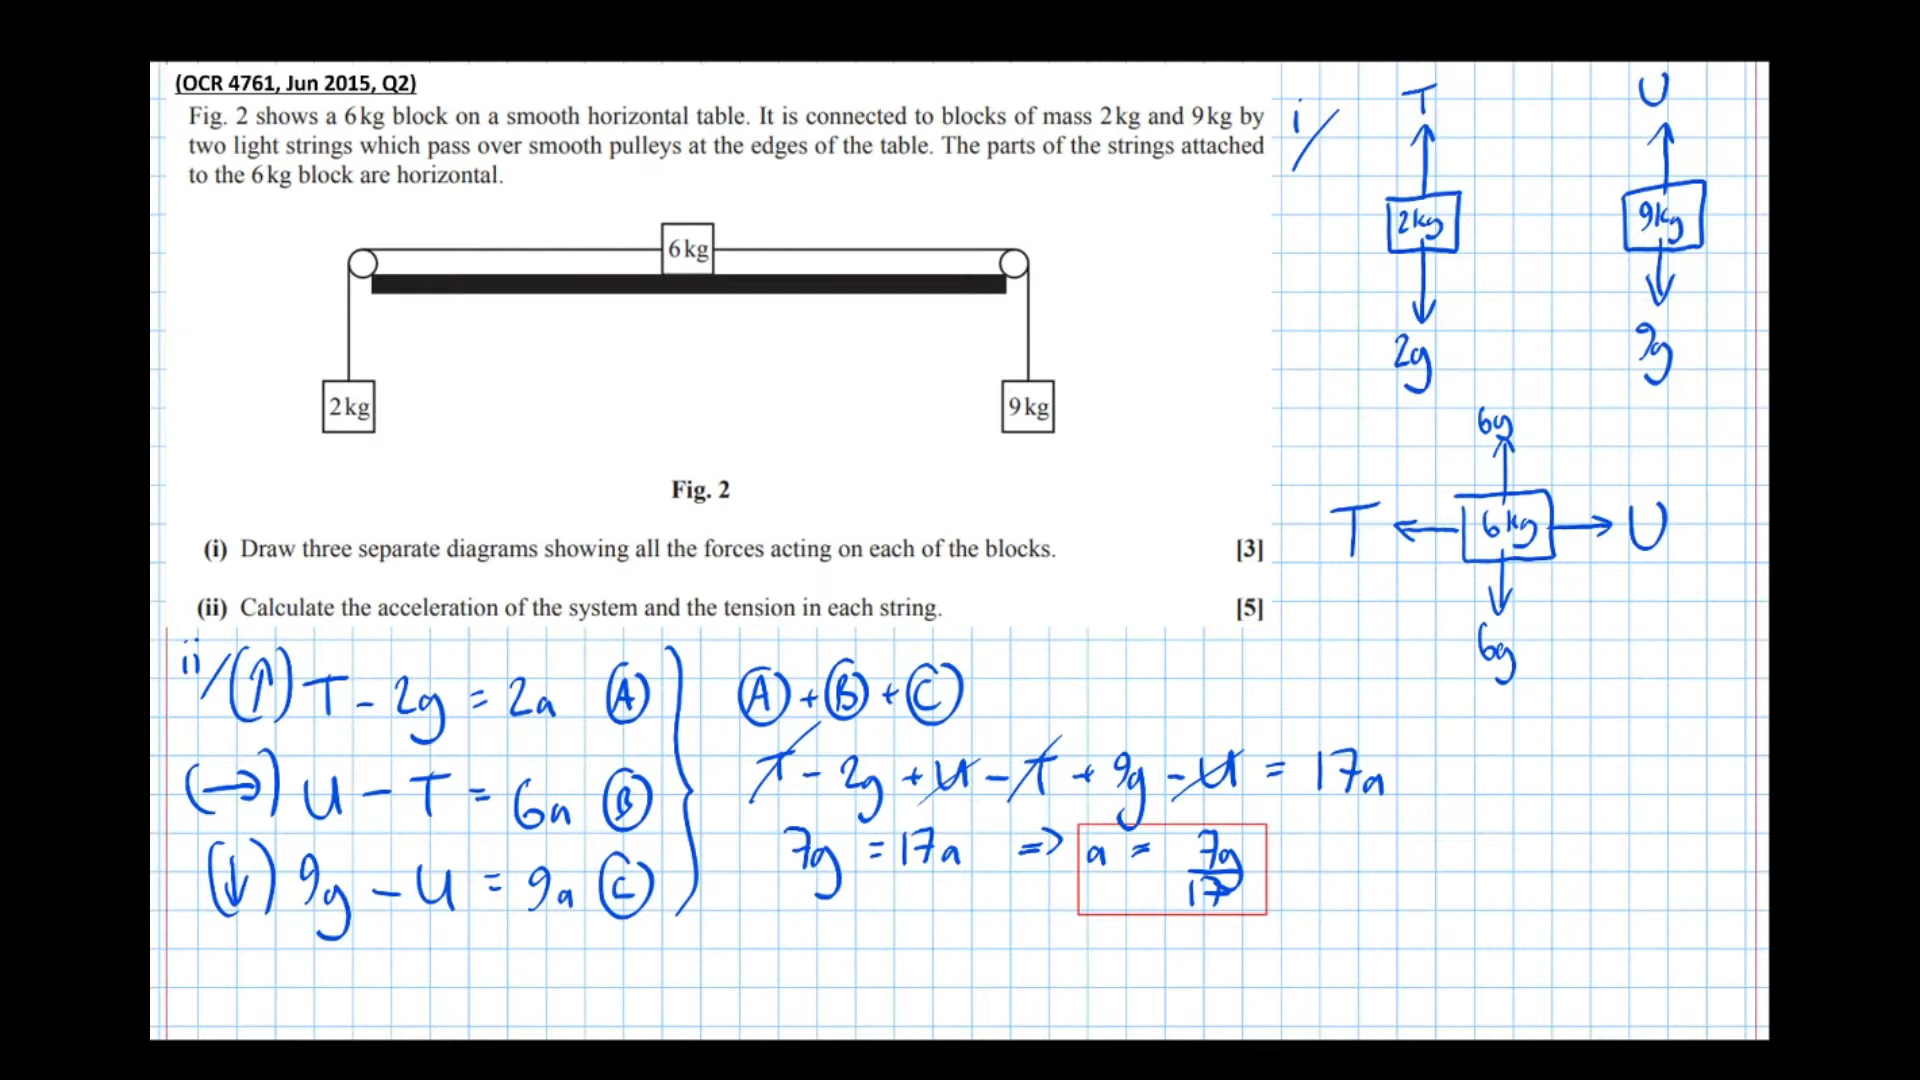 (OCR 4761, Jun 2015, Q2)
Fig. 2 shows a 6 kg block on a smooth horizontal table. It is connected to blocks of mass 2 kg and 9 kg by
two light strings which pass over smooth pulleys at the edges of the table. The parts of the strings attached
to the 6 kg block are horizontal.
6 kg
2 kg
9 kg
Fig. 2
(i) Draw three separate diagrams showing all the forces acting on each of the blocks. [3]
(ii) Calculate the acceleration of the system and the tension in each string. [5]
i/
T
U
2kg
9kg
2g
9g
6g
T ← 6kg → U
6g
ii/ (↑) T - 2g = 2a Ⓐ
(→) U - T = 6a Ⓑ
(↓) 9g - U = 9a Ⓒ
Ⓐ + Ⓑ + Ⓒ
T - 2g + U - T + 9g - U = 17a
7g = 17a ⇒ a = 7g/17